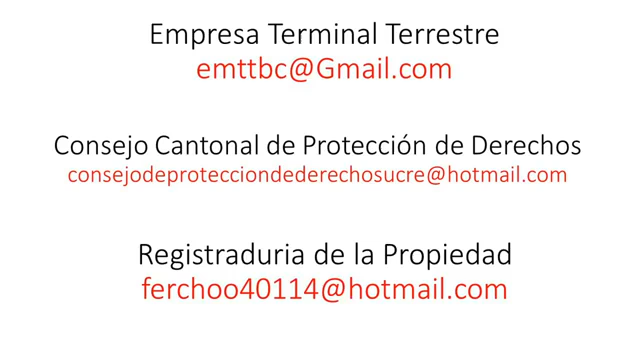 Empresa Terminal Terrestre
emttbc@Gmail.com
Consejo Cantonal de Protección de Derechos
consejodeprotecciondederechosucre@hotmail.com
Registraduria de la Propiedad
ferchoo40114@hotmail.com